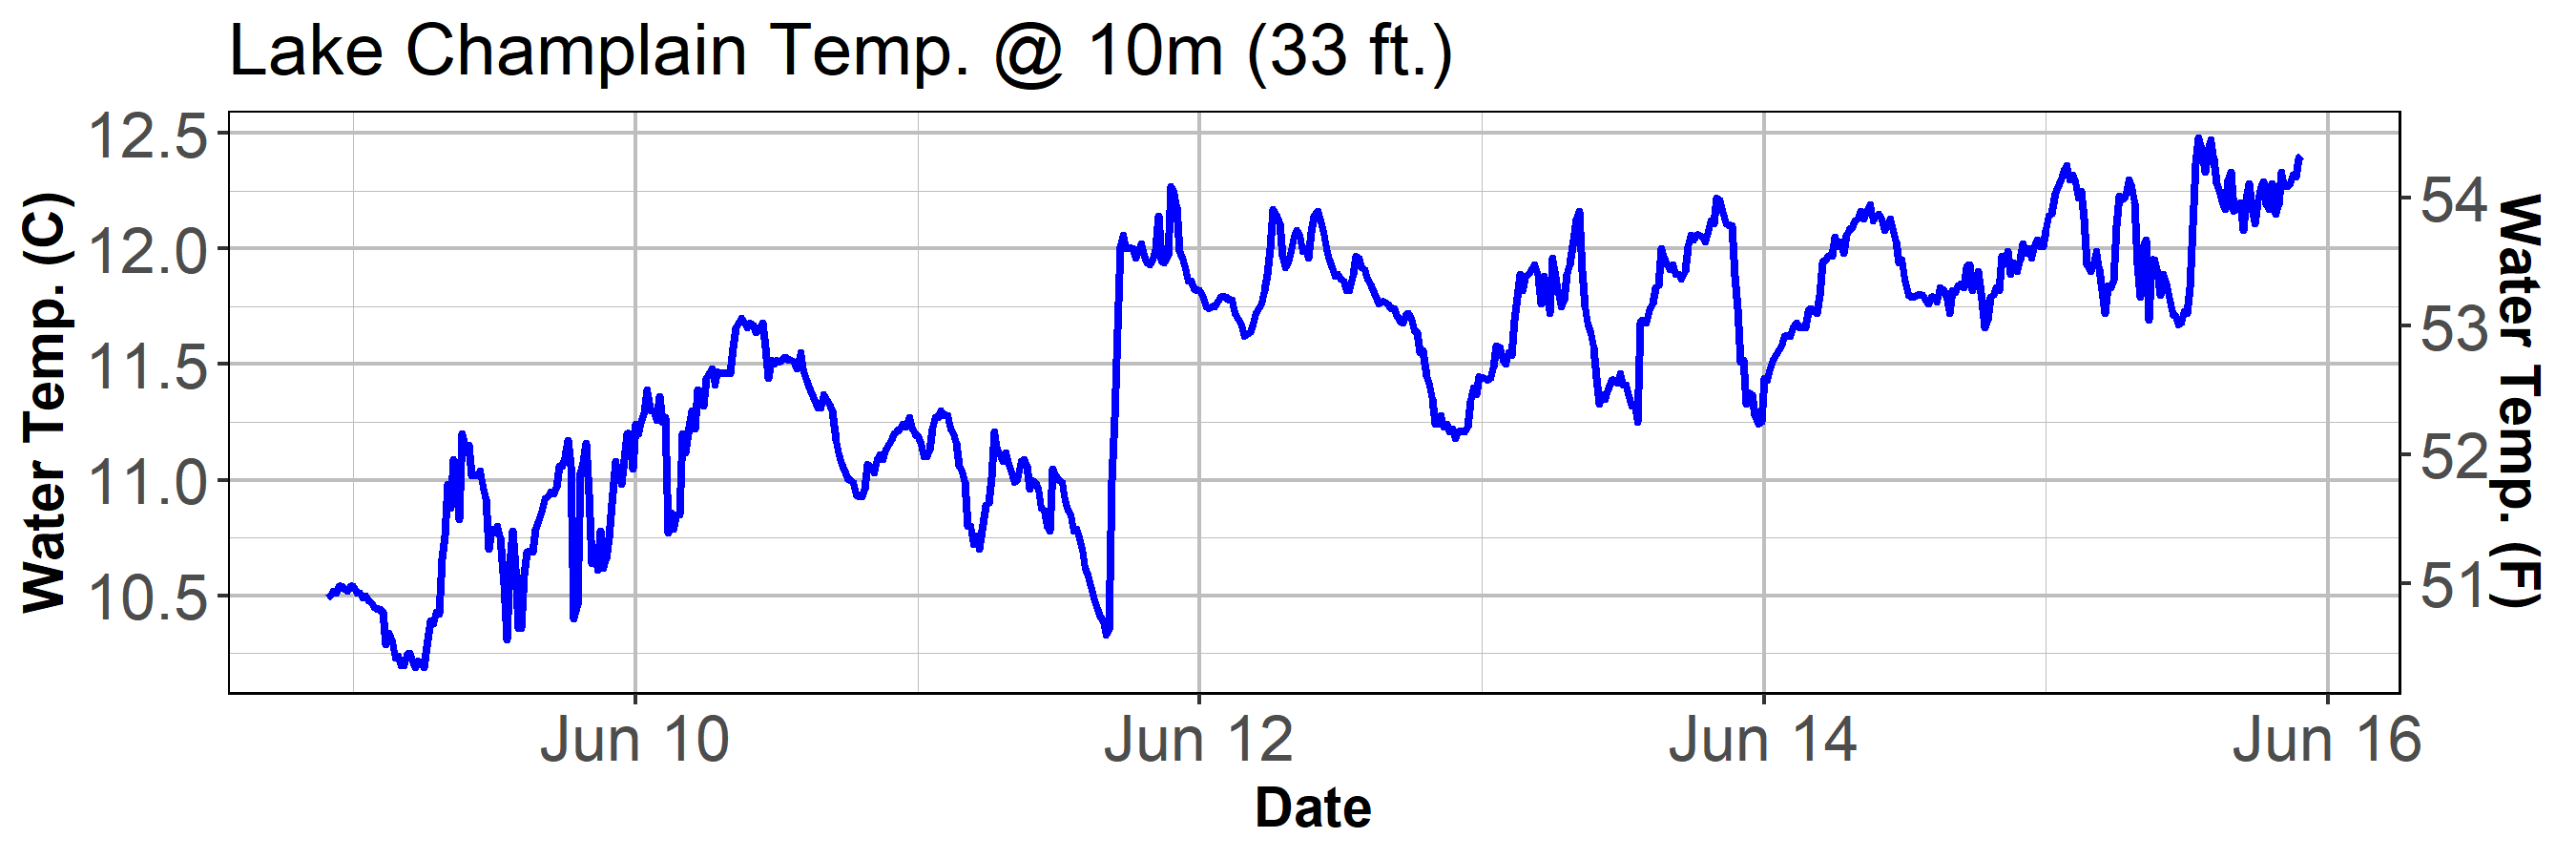 Lake Champlain Temp. @ 10m (33 ft.)
Water Temp. (C)
12.5
12.0
11.5
11.0
10.5
54
53
52
51
Water Temp. (F)
Jun 10
Jun 12
Jun 14
Jun 16
Date